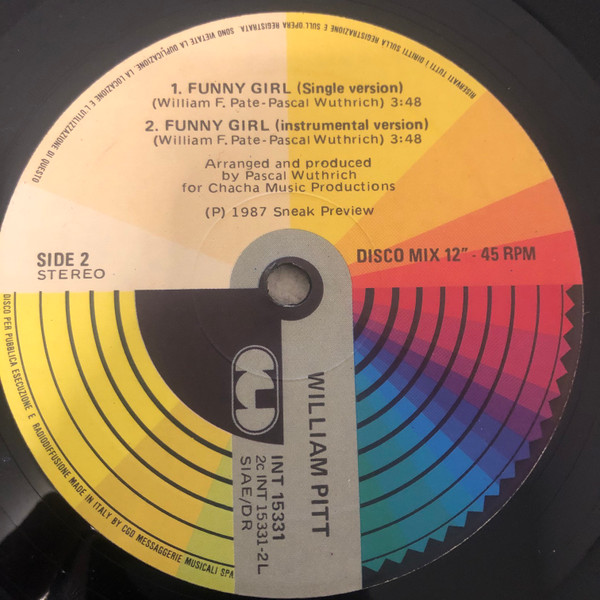 1. FUNNY GIRL (Single version)
(William F. Pate-Pascal Wuthrich) 3:48
2. FUNNY GIRL (instrumental version)
(William F. Pate-Pascal Wuthrich) 3:48
Arranged and produced
by Pascal Wuthrich
for Chacha Music Productions
(P) 1987 Sneak Preview
SIDE 2
STEREO
DISCO MIX 12" - 45 RPM
WILLIAM PITT
INT 15331
2c INT 15331-2L
SIAE/DR
DISCO PER PUBBLICA ESECUZIONE E RADIODIFFUSIONE MADE IN ITALY BY CGD MESSAGGERIE MUSICALI SPA
RISERVATI TUTTI I DIRITTI SULLA REGISTRAZIONE E SULL'OPERA REGISTRATA. SONO VIETATE LA DUPLICAZIONE, LA LOCAZIONE E L'UTILIZZAZIONE DI QUESTO